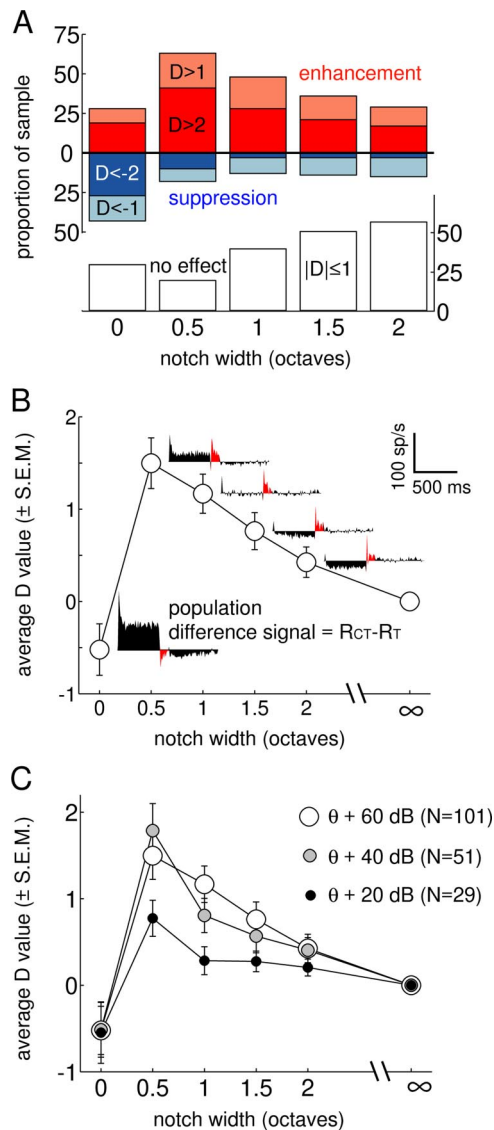 A
75
50
25
0
25
50
proportion of sample
D>1
D>2
enhancement
D<-2
D<-1
suppression
no effect
|D|≤1
50
25
0
0 0.5 1 1.5 2
notch width (octaves)
B
2
1
0
-1
average D value (± S.E.M.)
100 sp/s
500 ms
population
difference signal = RCT-RT
0 0.5 1 1.5 2 ∞
notch width (octaves)
C
2
1
0
-1
average D value (± S.E.M.)
θ + 60 dB (N=101)
θ + 40 dB (N=51)
θ + 20 dB (N=29)
0 0.5 1 1.5 2 ∞
notch width (octaves)